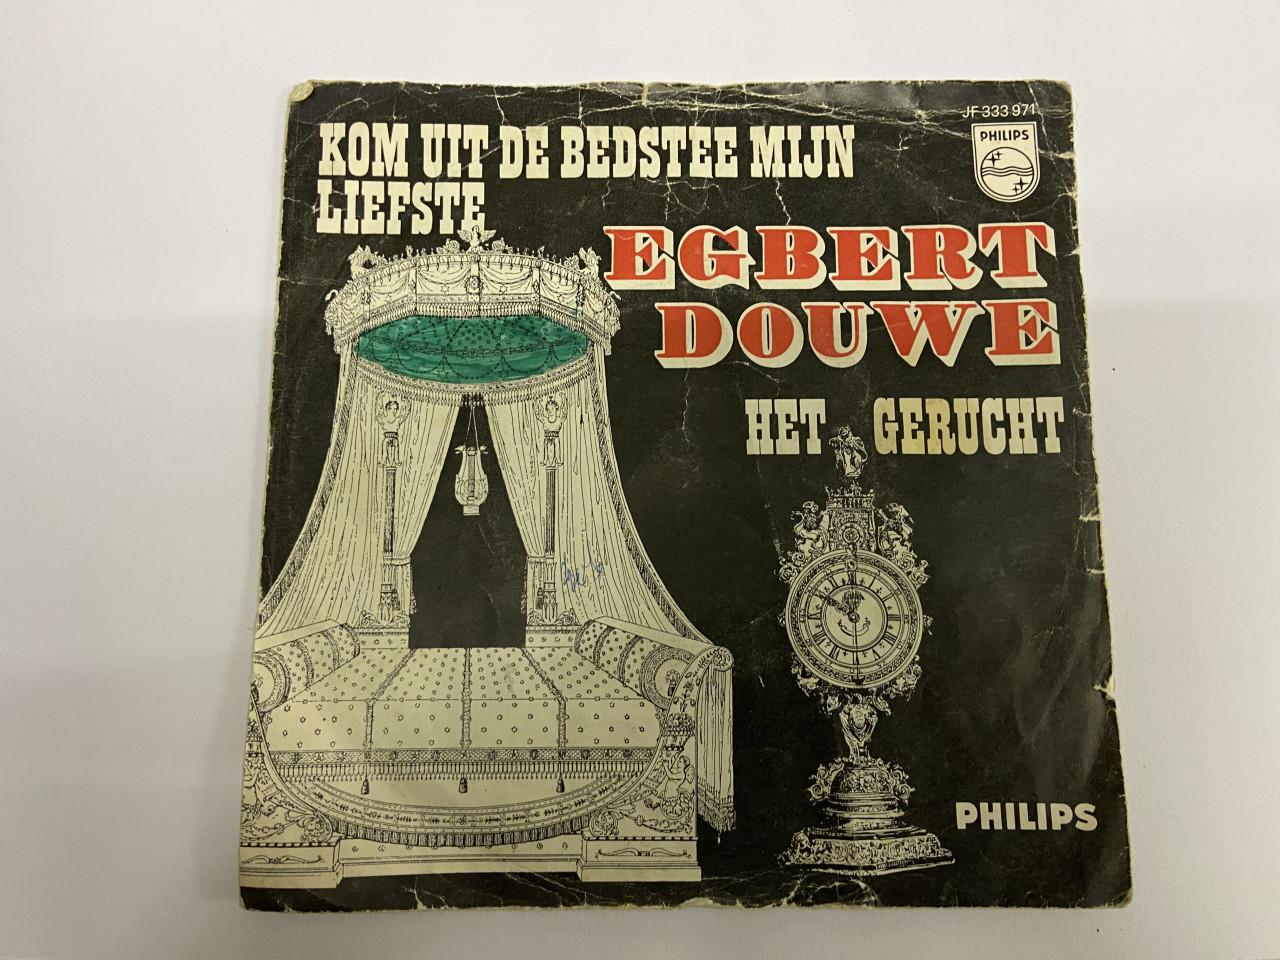 JF 333 971
PHILIPS
KOM UIT DE BEDSTEE MIJN
LIEFSTE
EGBERT
DOUWE
HET GERUCHT
PHILIPS